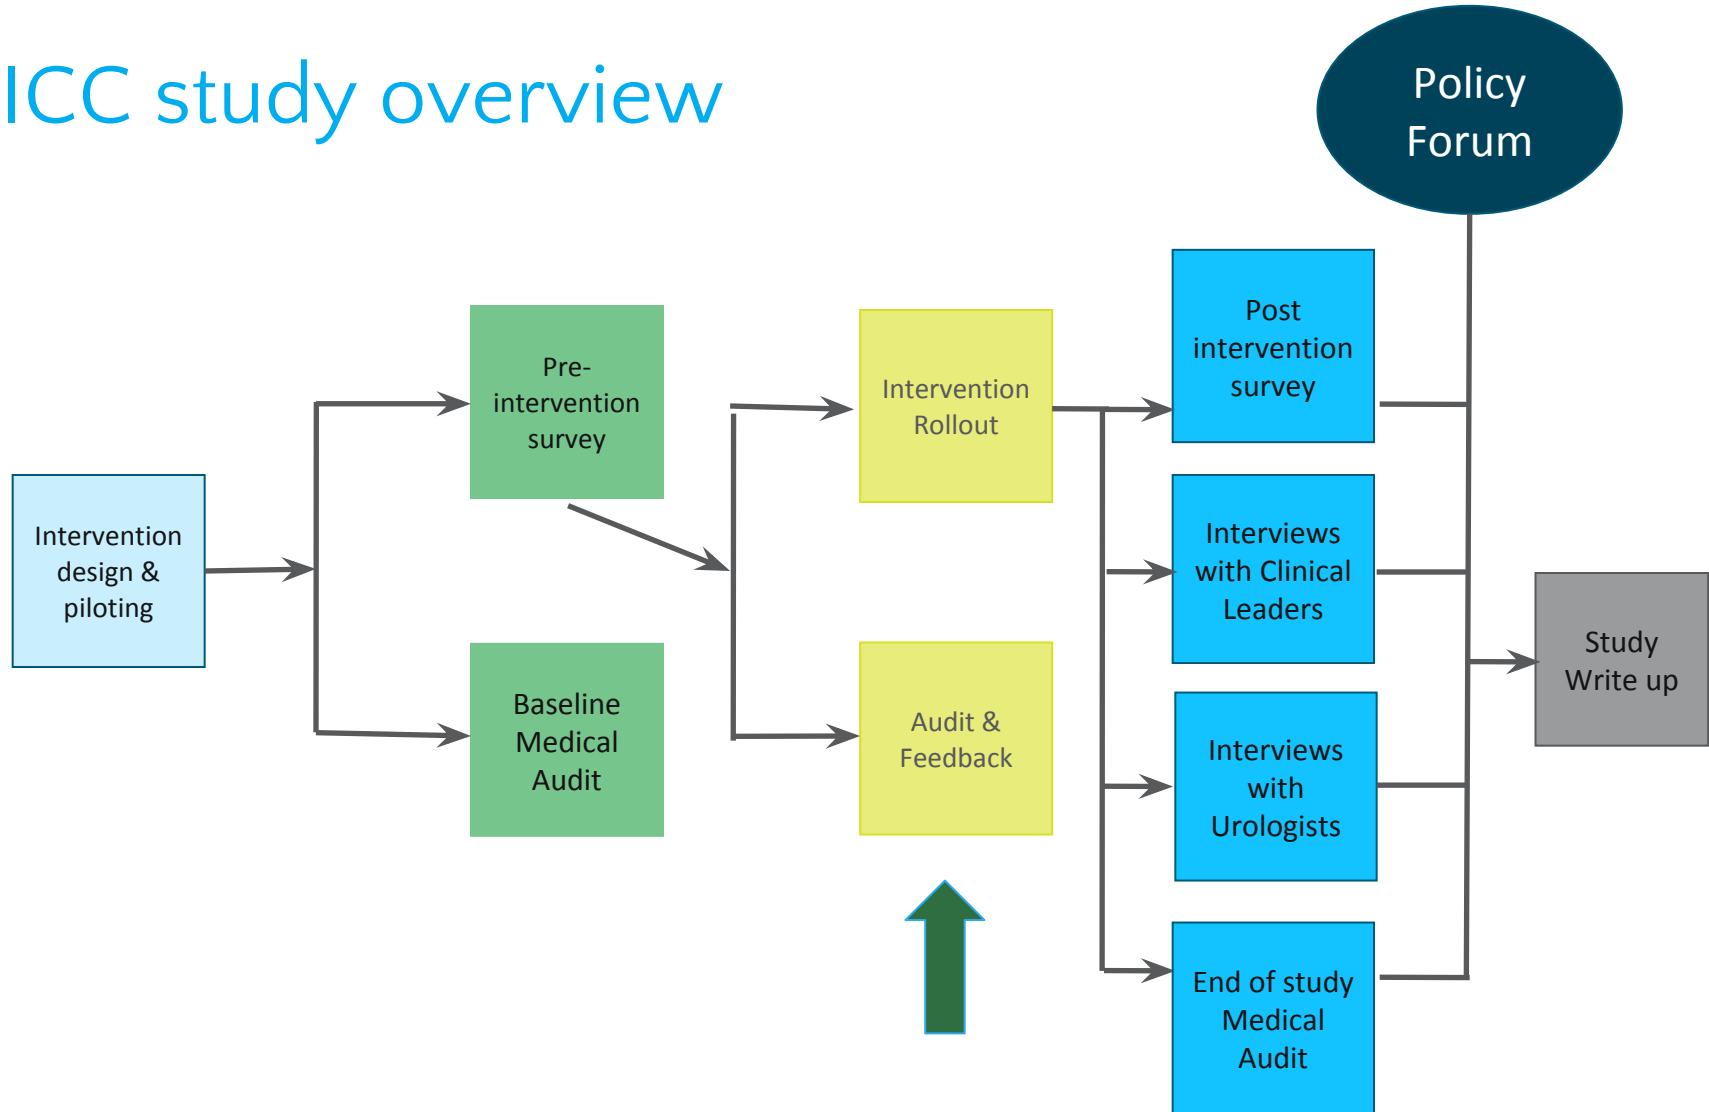 ICC study overview
Policy
Forum
Intervention
design &
piloting
Pre-
intervention
survey
Baseline
Medical
Audit
Intervention
Rollout
Audit &
Feedback
Post
intervention
survey
Interviews
with Clinical
Leaders
Interviews
with
Urologists
End of study
Medical
Audit
Study
Write up